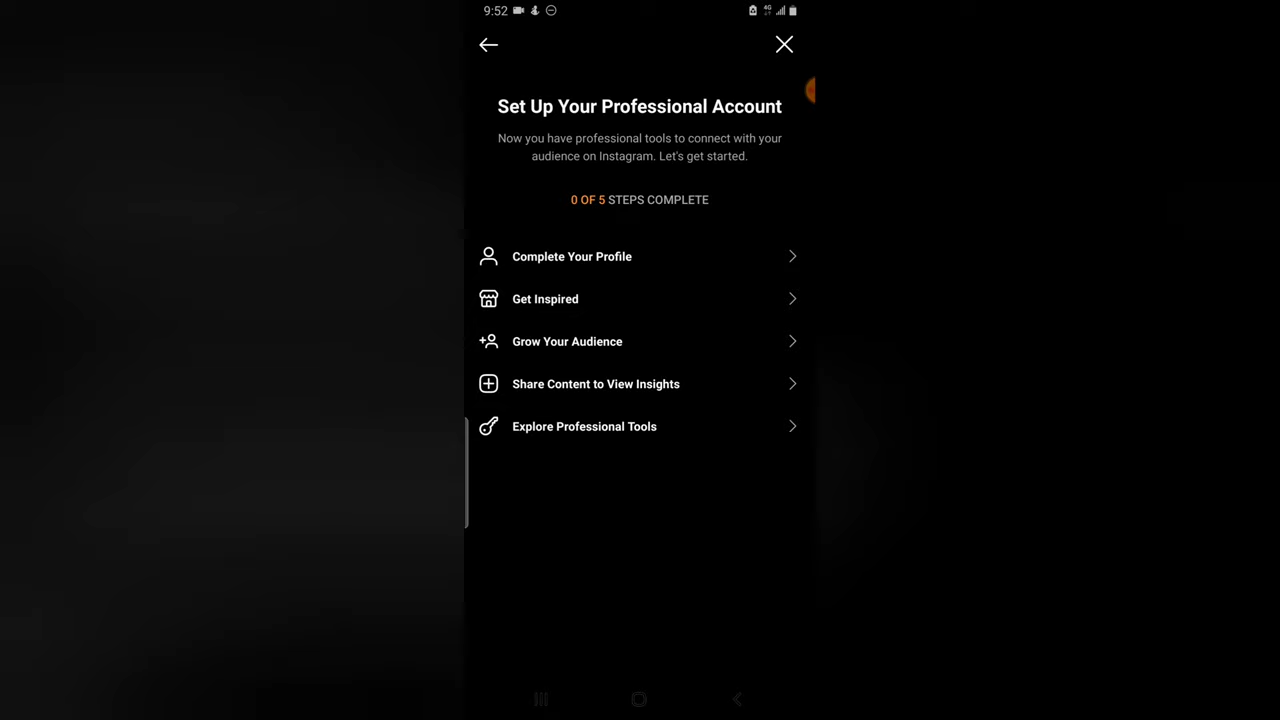 9:52
4G
Set Up Your Professional Account
Now you have professional tools to connect with your
audience on Instagram. Let's get started.
0 OF 5 STEPS COMPLETE
Complete Your Profile
Get Inspired
Grow Your Audience
Share Content to View Insights
Explore Professional Tools